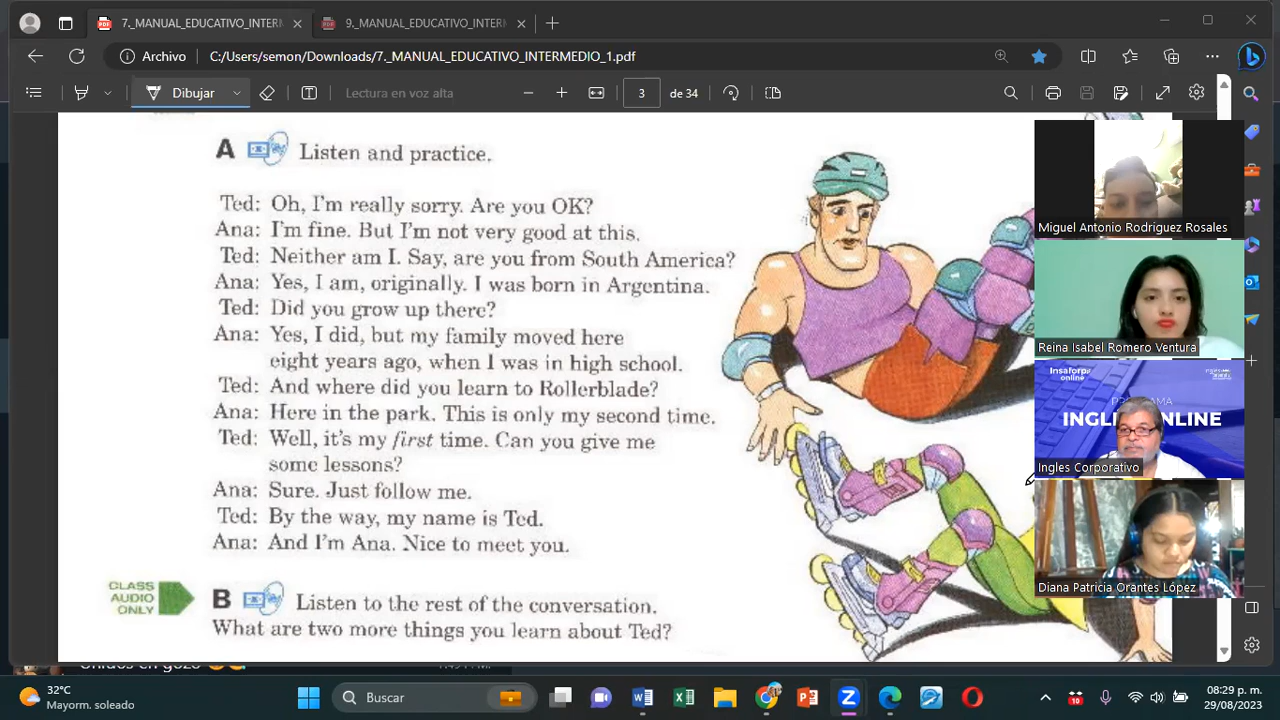 7._MANUAL_EDUCATIVO_INTERM
9._MANUAL_EDUCATIVO_INTERM
Archivo
C:/Users/semon/Downloads/7._MANUAL_EDUCATIVO_INTERMEDIO_1.pdf
Dibujar
Lectura en voz alta
3
de 34
A Listen and practice.
Ted: Oh, I'm really sorry. Are you OK?
Ana: I'm fine. But I'm not very good at this.
Ted: Neither am I. Say, are you from South America?
Ana: Yes, I am, originally. I was born in Argentina.
Ted: Did you grow up there?
Ana: Yes, I did, but my family moved here
eight years ago, when I was in high school.
Ted: And where did you learn to Rollerblade?
Ana: Here in the park. This is only my second time.
Ted: Well, it's my first time. Can you give me
some lessons?
Ana: Sure. Just follow me.
Ted: By the way, my name is Ted.
Ana: And I'm Ana. Nice to meet you.
CLASS
AUDIO
ONLY
B Listen to the rest of the conversation.
What are two more things you learn about Ted?
Miguel Antonio Rodriguez Rosales
Reina Isabel Romero Ventura
Insaforp
online
Ingles Corporativo
Diana Patricia Orantes López
32°C
Mayorm. soleado
Buscar
10
08:29 p. m.
29/08/2023